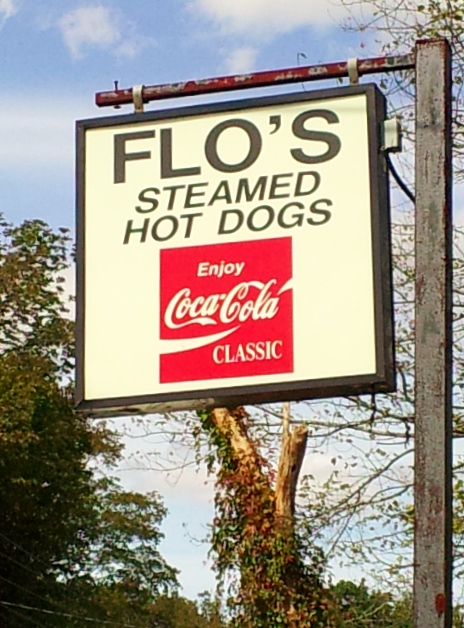 FLO'S
STEAMED
HOT DOGS
Enjoy
Coca-Cola
CLASSIC